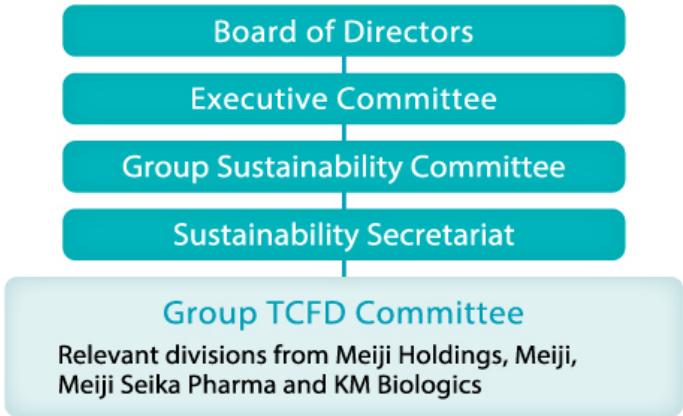 Board of Directors
Executive Committee
Group Sustainability Committee
Sustainability Secretariat
Group TCFD Committee
Relevant divisions from Meiji Holdings, Meiji,
Meiji Seika Pharma and KM Biologics